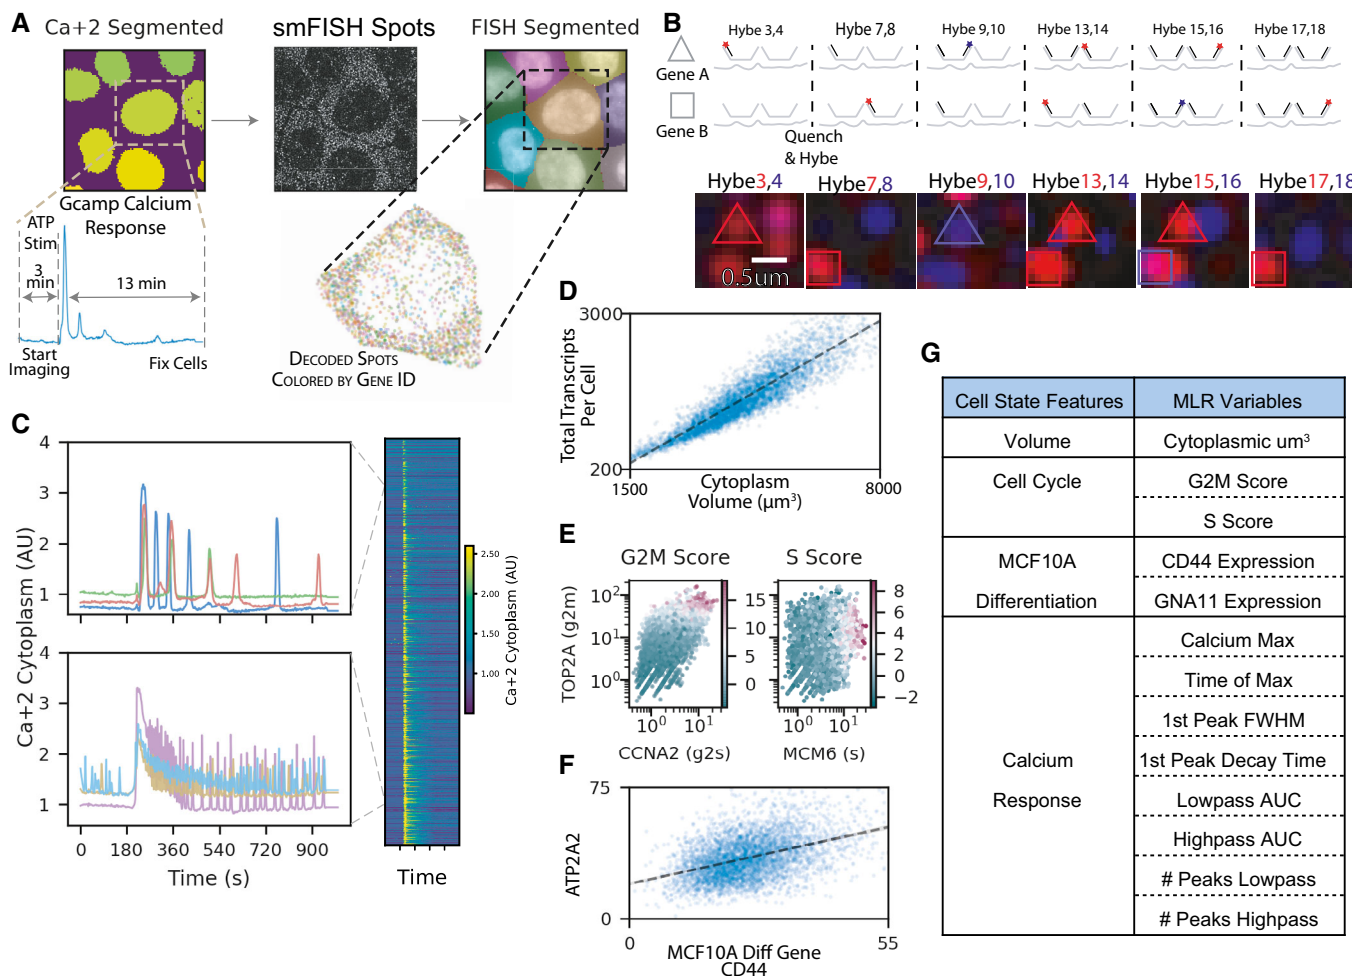 A
Ca+2 Segmented
smFISH Spots
FISH Segmented
Gcamp Calcium
Response
ATP
Stim
3
min
13 min
Start
Imaging
Fix Cells
DECODED SPOTS
COLORED BY GENE ID
B
Hybe 3,4
Hybe 7,8
Hybe 9,10
Hybe 13,14
Hybe 15,16
Hybe 17,18
Gene A
Gene B
Quench
& Hybe
Hybe3,4
Hybe7,8
Hybe9,10
Hybe13,14
Hybe15,16
Hybe17,18
0.5um
C
4
3
2
1
4
3
2
1
Ca+2 Cytoplasm (AU)
0 180 360 540 720 900
Time (s)
Time
2.50
2.00
1.50
1.00
Ca+2 Cytoplasm (AU)
D
3000
200
Total Transcripts
Per Cell
1500
8000
Cytoplasm
Volume (µm³)
E
G2M Score
S Score
TOP2A (g2m)
10²
10¹
10⁰
10⁰ 10¹
CCNA2 (g2s)
4
2
0
15
10
5
0
10⁰ 10¹
MCM6 (s)
8
6
4
2
0
−2
F
75
0
ATP2A2
0
55
MCF10A Diff Gene
CD44
G
Cell State Features
MLR Variables
Volume
Cytoplasmic um³
Cell Cycle
G2M Score
S Score
MCF10A
Differentiation
CD44 Expression
GNA11 Expression
Calcium
Response
Calcium Max
Time of Max
1st Peak FWHM
1st Peak Decay Time
Lowpass AUC
Highpass AUC
# Peaks Lowpass
# Peaks Highpass